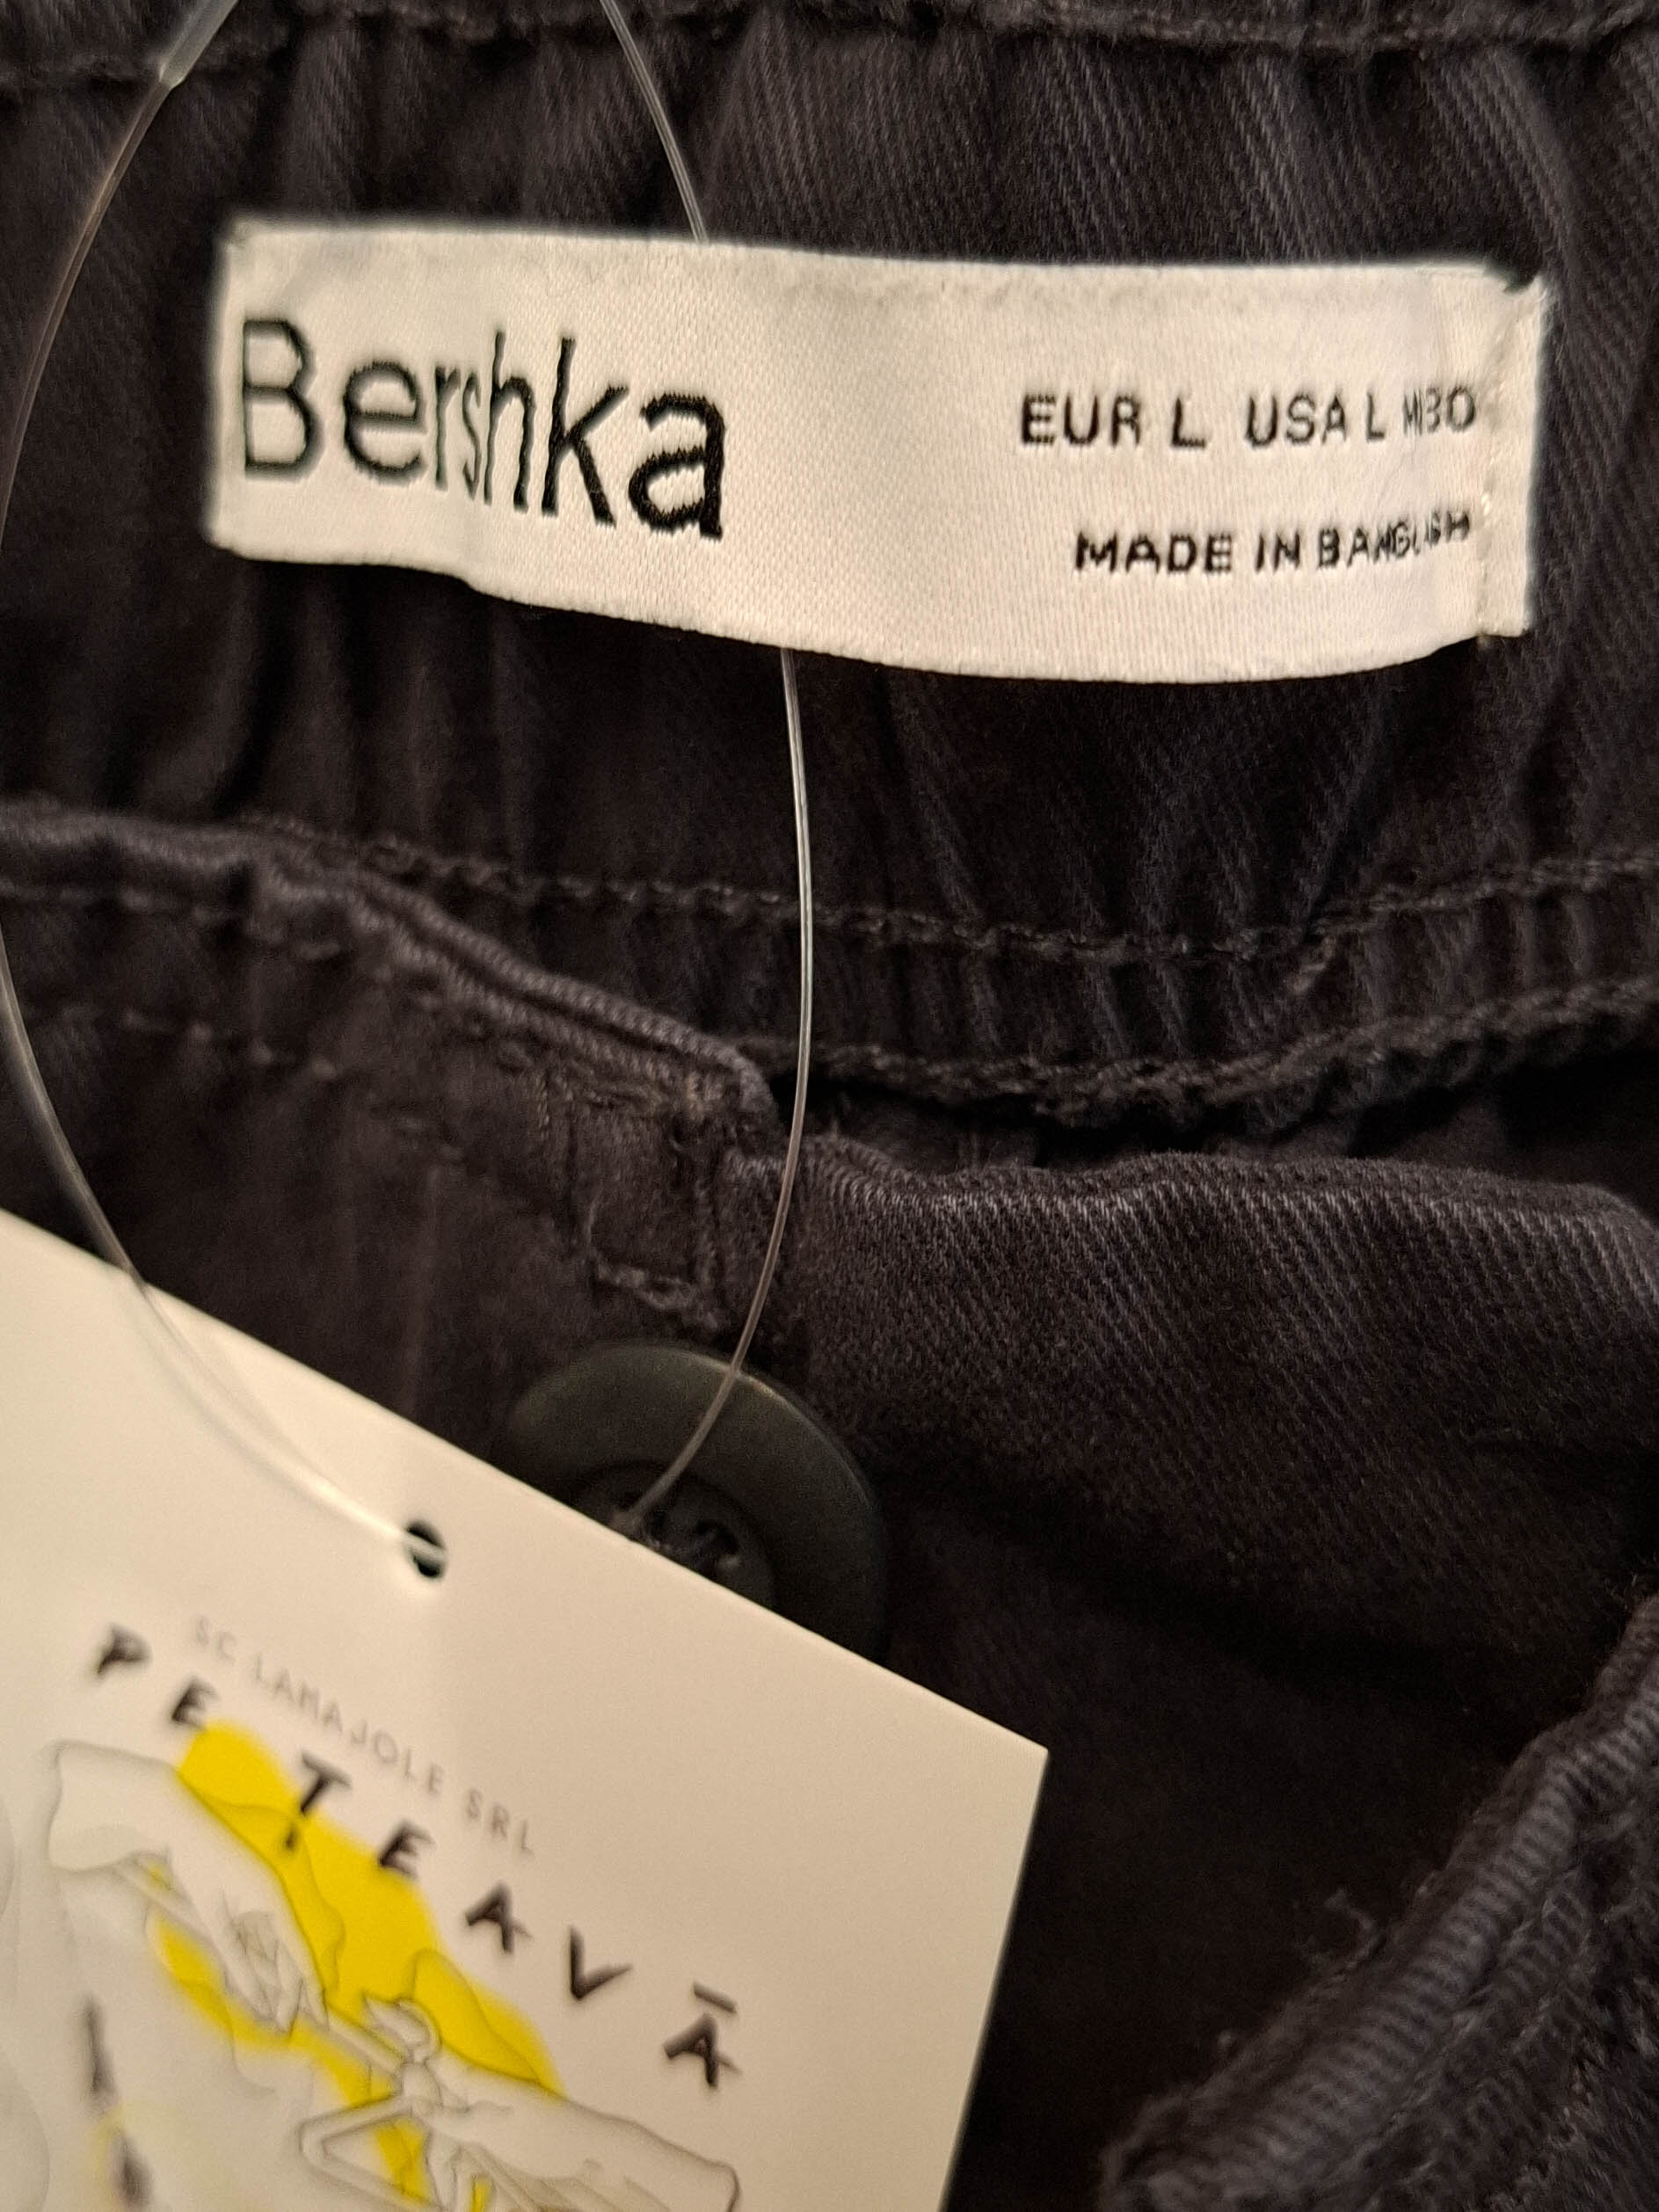 Bershka
EUR L USA L
MADE IN
SC LAMAJOLE SRL
PE TEAVĂ